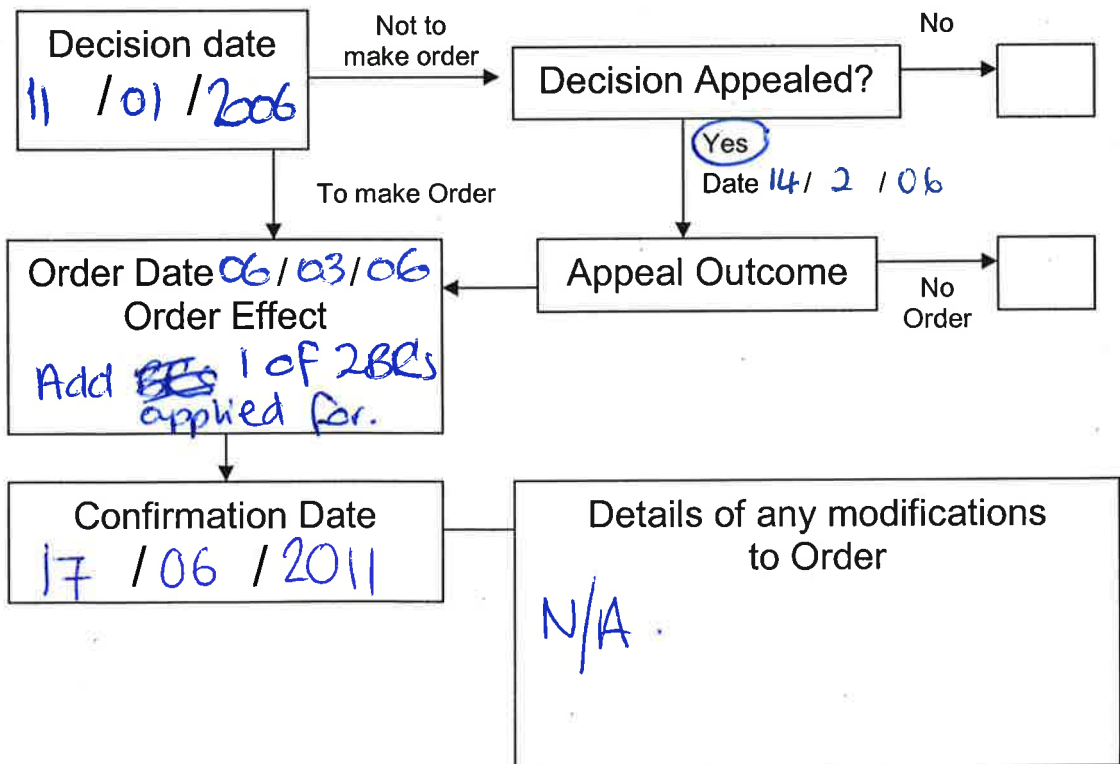 Decision date
11 / 01 / 2006
Not to
make order
Decision Appealed?
No
Yes
Date 14 / 2 / 06
To make Order
Order Date 06/03/06
Order Effect
Add 1 of 2 BRs
applied for.
Appeal Outcome
No
Order
Confirmation Date
17 / 06 / 2011
Details of any modifications
to Order
N/A .